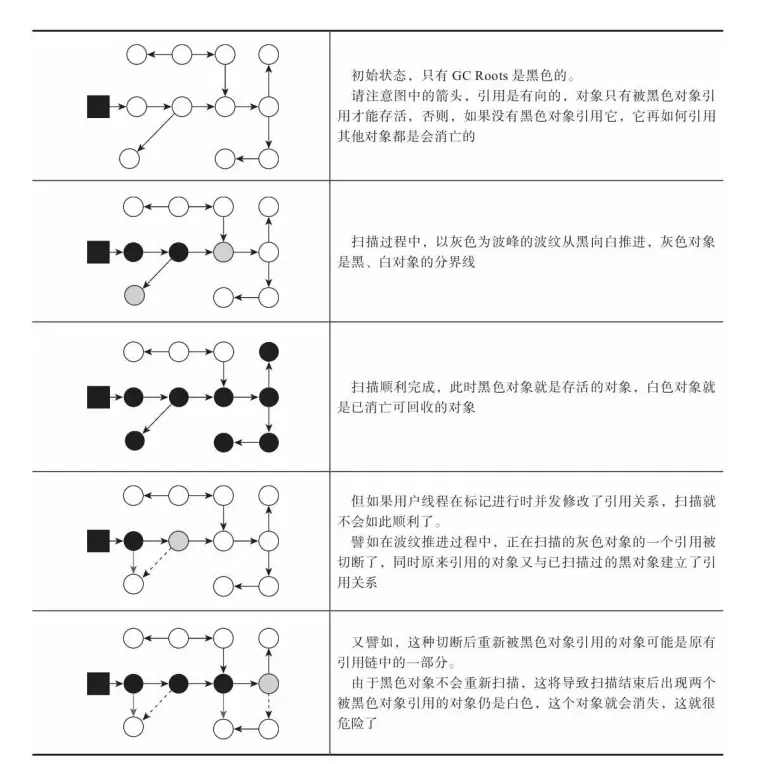 初始状态，只有 GC Roots 是黑色的。
请注意图中的箭头，引用是有向的，对象只有被黑色对象引
用才能存活，否则，如果没有黑色对象引用它，它再如何引用
其他对象都是会消亡的
扫描过程中，以灰色为波峰的波纹从黑向白推进，灰色对象
是黑、白对象的分界线
扫描顺利完成，此时黑色对象就是存活的对象，白色对象就
是已消亡可回收的对象
但如果用户线程在标记进行时并发修改了引用关系，扫描就
不会如此顺利了。
譬如在波纹推进过程中，正在扫描的灰色对象的一个引用被
切断了，同时原来引用的对象又与已扫描过的黑对象建立了引
用关系
又譬如，这种切断后重新被黑色对象引用的对象可能是原有
引用链中的一部分。
由于黑色对象不会重新扫描，这将导致扫描结束后出现两个
被黑色对象引用的对象仍是白色，这个对象就会消失，这就很
危险了